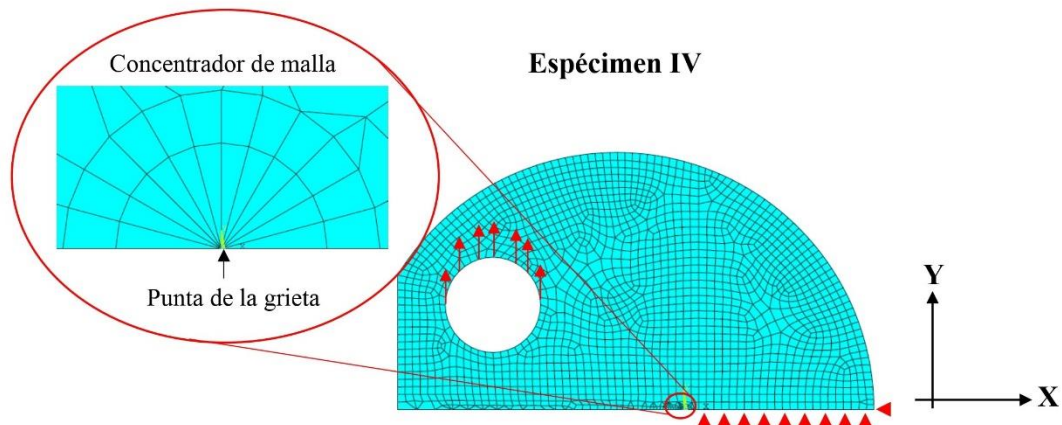 Concentrador de malla
Espécimen IV
Punta de la grieta
Y
X